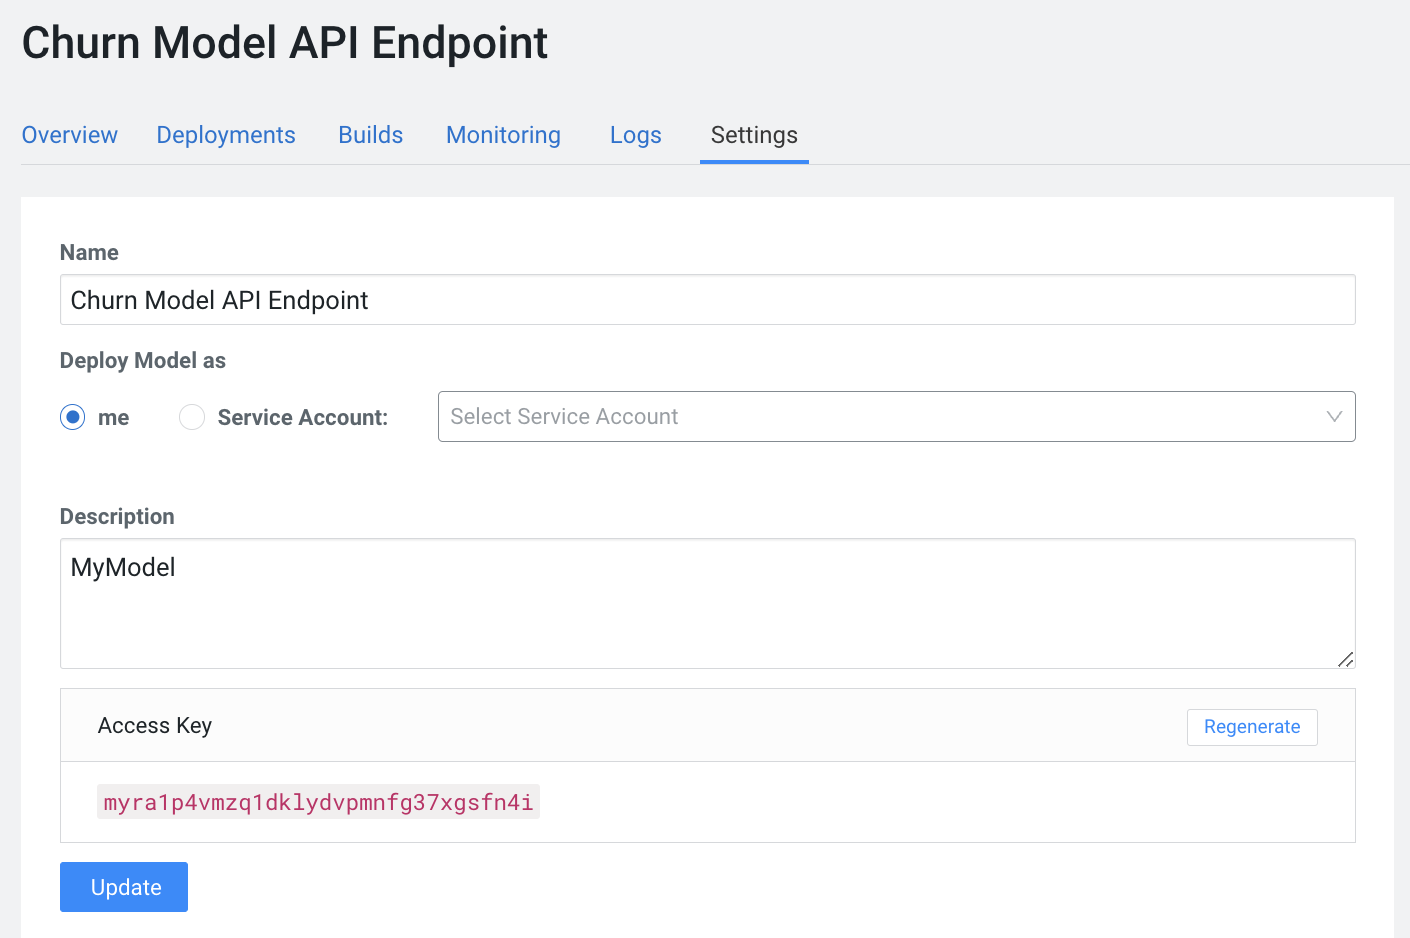 Churn Model API Endpoint
Overview Deployments Builds Monitoring Logs Settings
Name
Churn Model API Endpoint
Deploy Model as
me Service Account: Select Service Account
Description
MyModel
Access Key Regenerate
myra1p4vmzq1dklydvpmnfg37xgsfn4i
Update